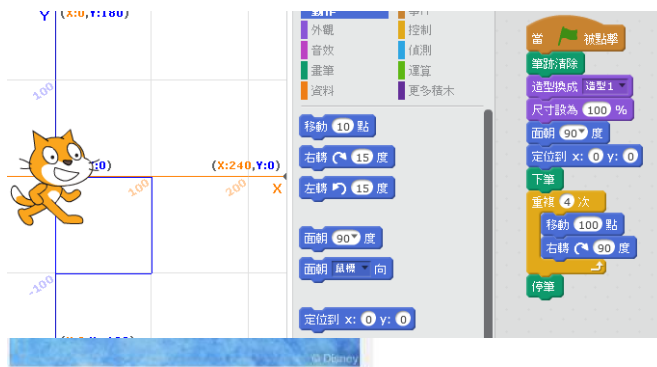 Y
(X:0,Y:180)
動作
事件
外觀
控制
音效
偵測
畫筆
運算
資料
更多積木
100
:0)
(X:240,Y:0)
100
200
X
-100
移動 10 點
右轉 15 度
左轉 15 度
面朝 90 度
面朝 鼠標 向
定位到 x: 0 y: 0
當 被點擊
筆跡清除
造型換成 造型1
尺寸設為 100 %
面朝 90 度
定位到 x: 0 y: 0
下筆
重複 4 次
移動 100 點
右轉 90 度
停筆
© Disney